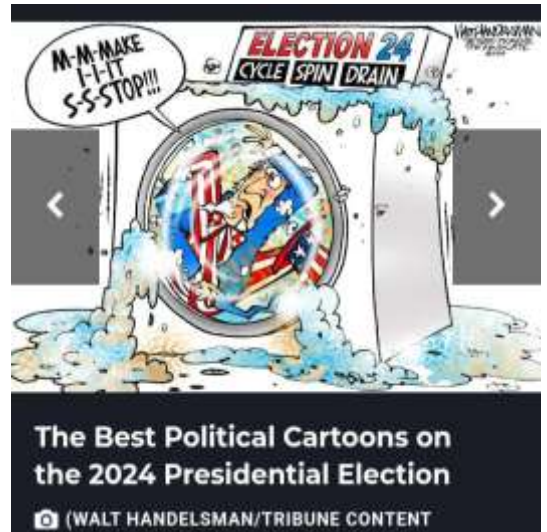 ELECTION 24
CYCLE SPIN DRAIN
M-M-MAKE
I-I-IT
S-S-STOP!!!
The Best Political Cartoons on
the 2024 Presidential Election
(WALT HANDELSMAN/TRIBUNE CONTENT